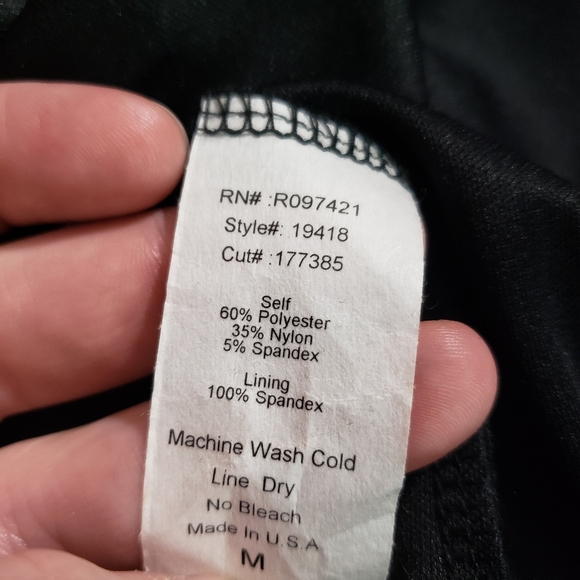 RN# :R097421
Style#: 19418
Cut# :177385
Self
60% Polyester
35% Nylon
5% Spandex
Lining
100% Spandex
Machine Wash Cold
Line Dry
No Bleach
Made In U.S.A
M